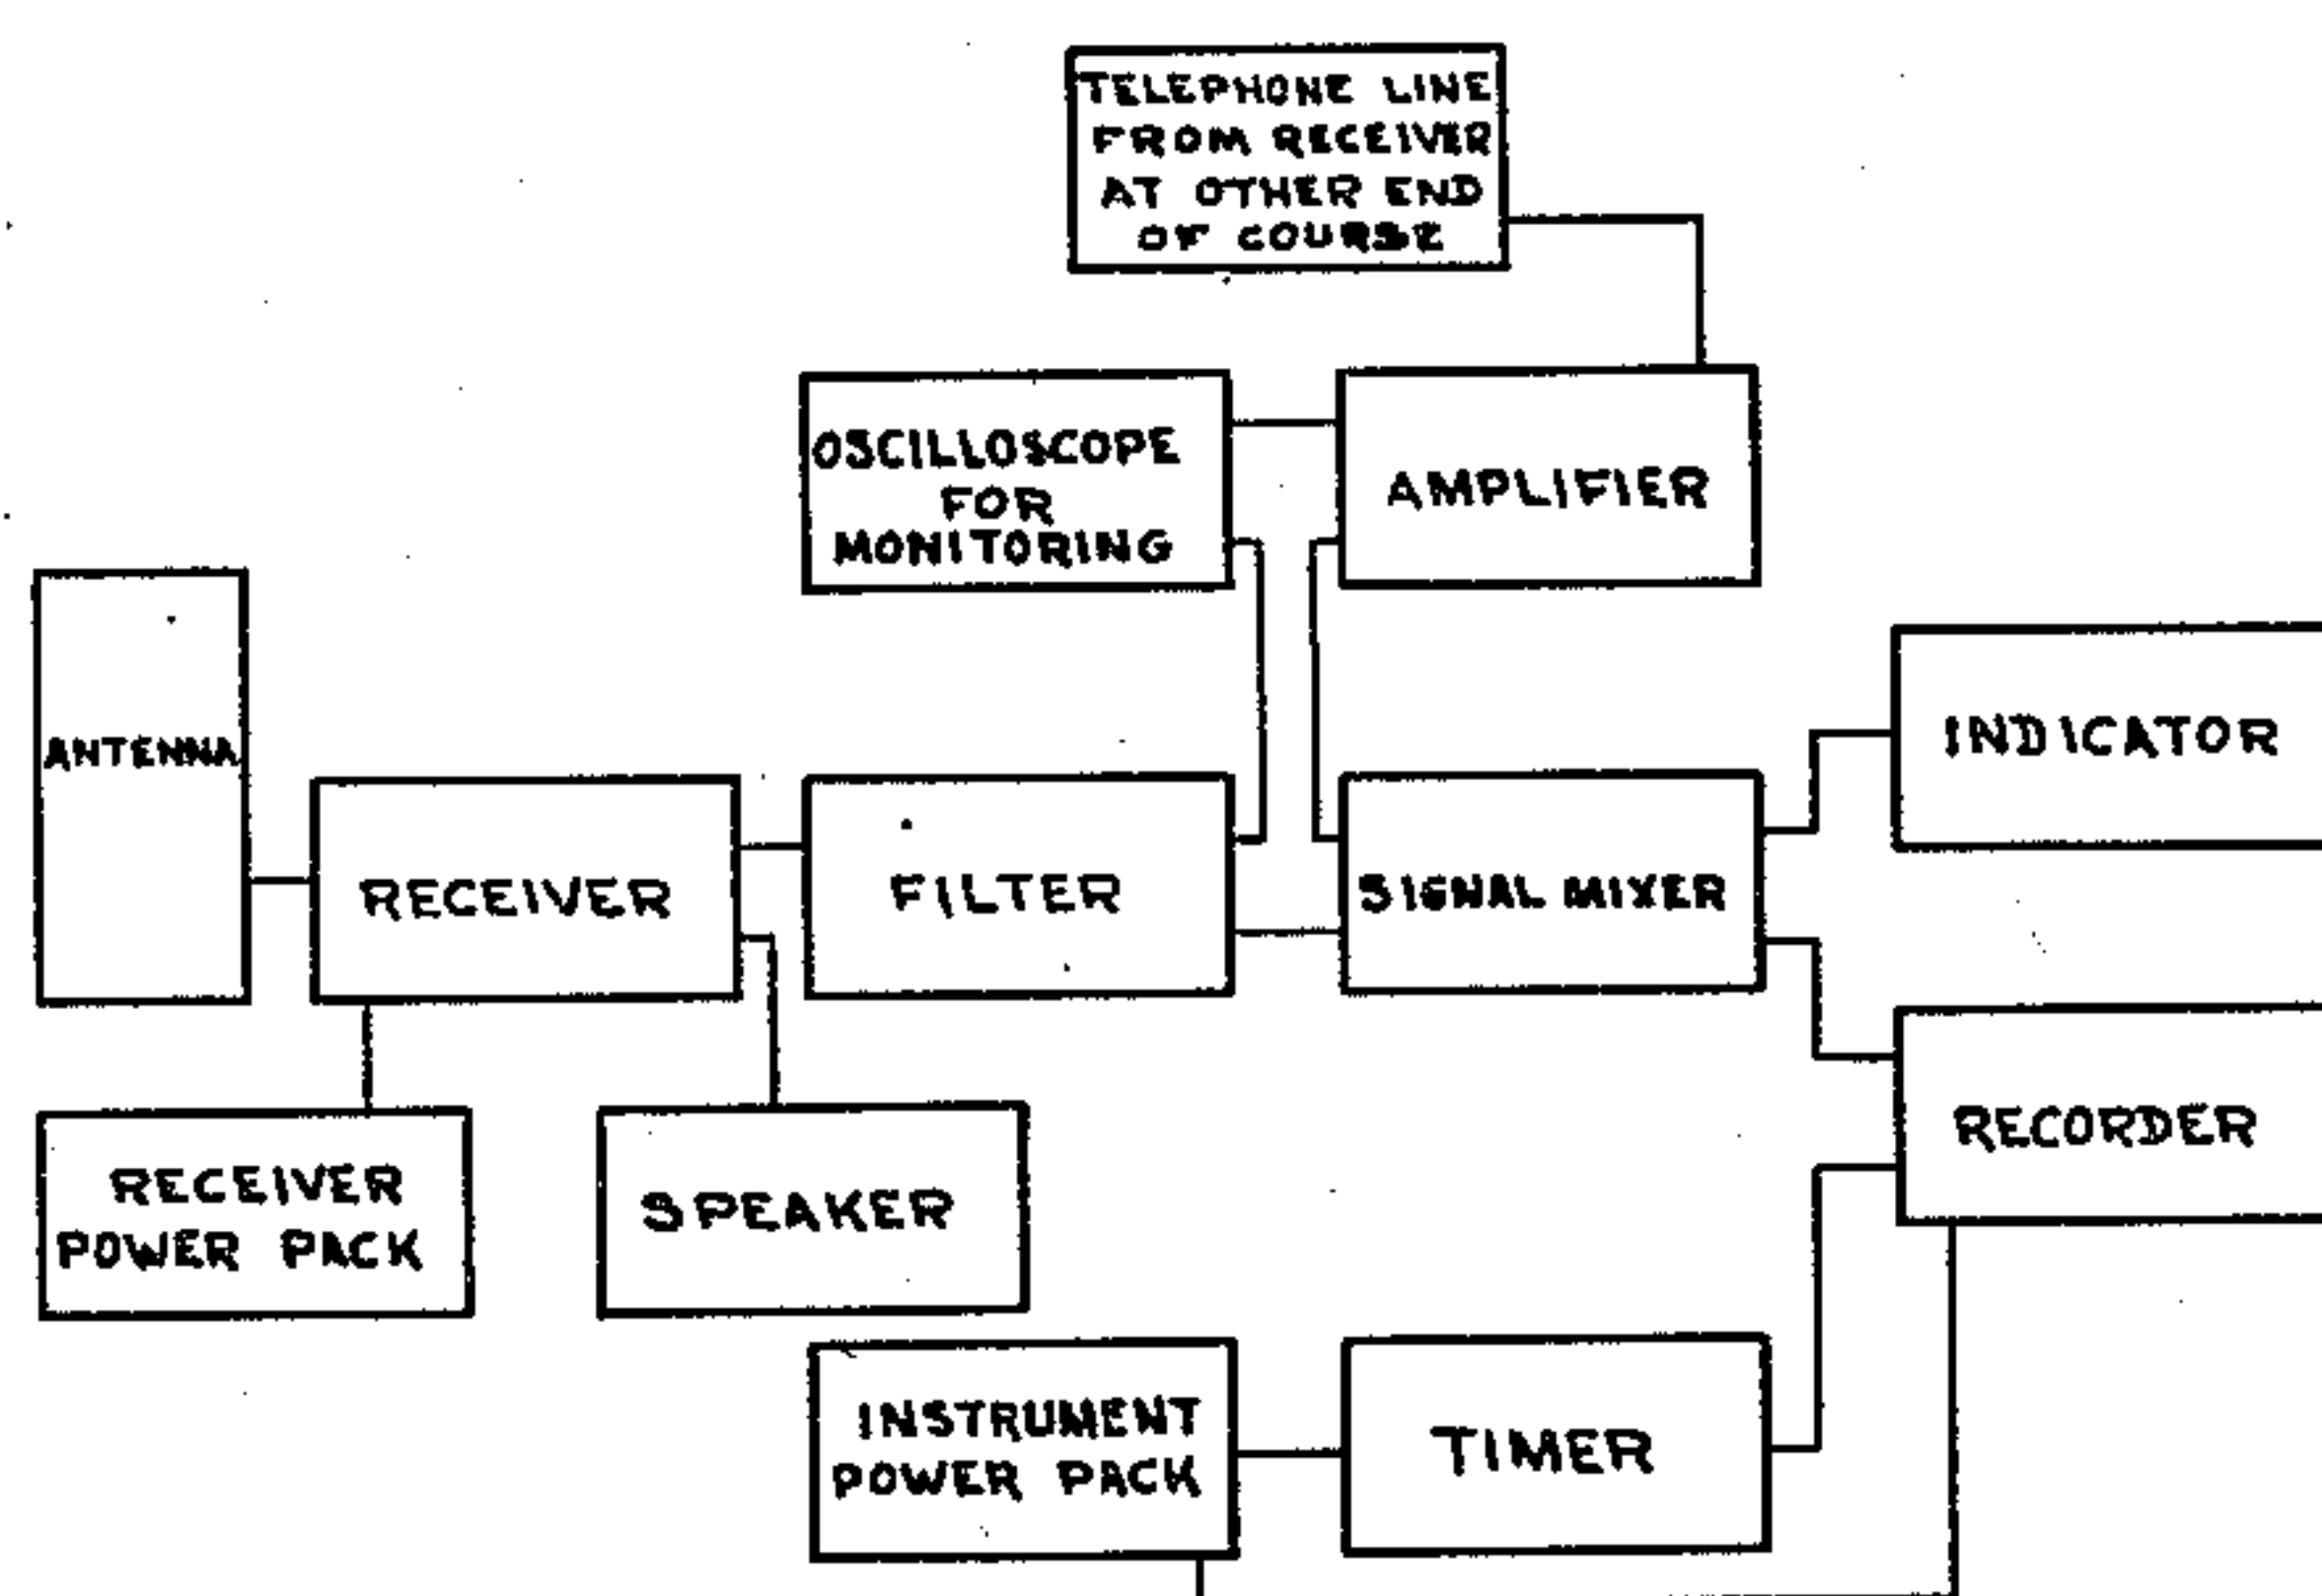 TELEPHONE LINE
FROM RECEIVER
AT OTHER END
OF COURSE
OSCILLOSCOPE
FOR
MONITORING
AMPLIFIER
ANTENNA
INDICATOR
RECEIVER
FILTER
SIGNAL MIXER
RECORDER
RECEIVER
POWER PACK
SPEAKER
INSTRUMENT
POWER PACK
TIMER